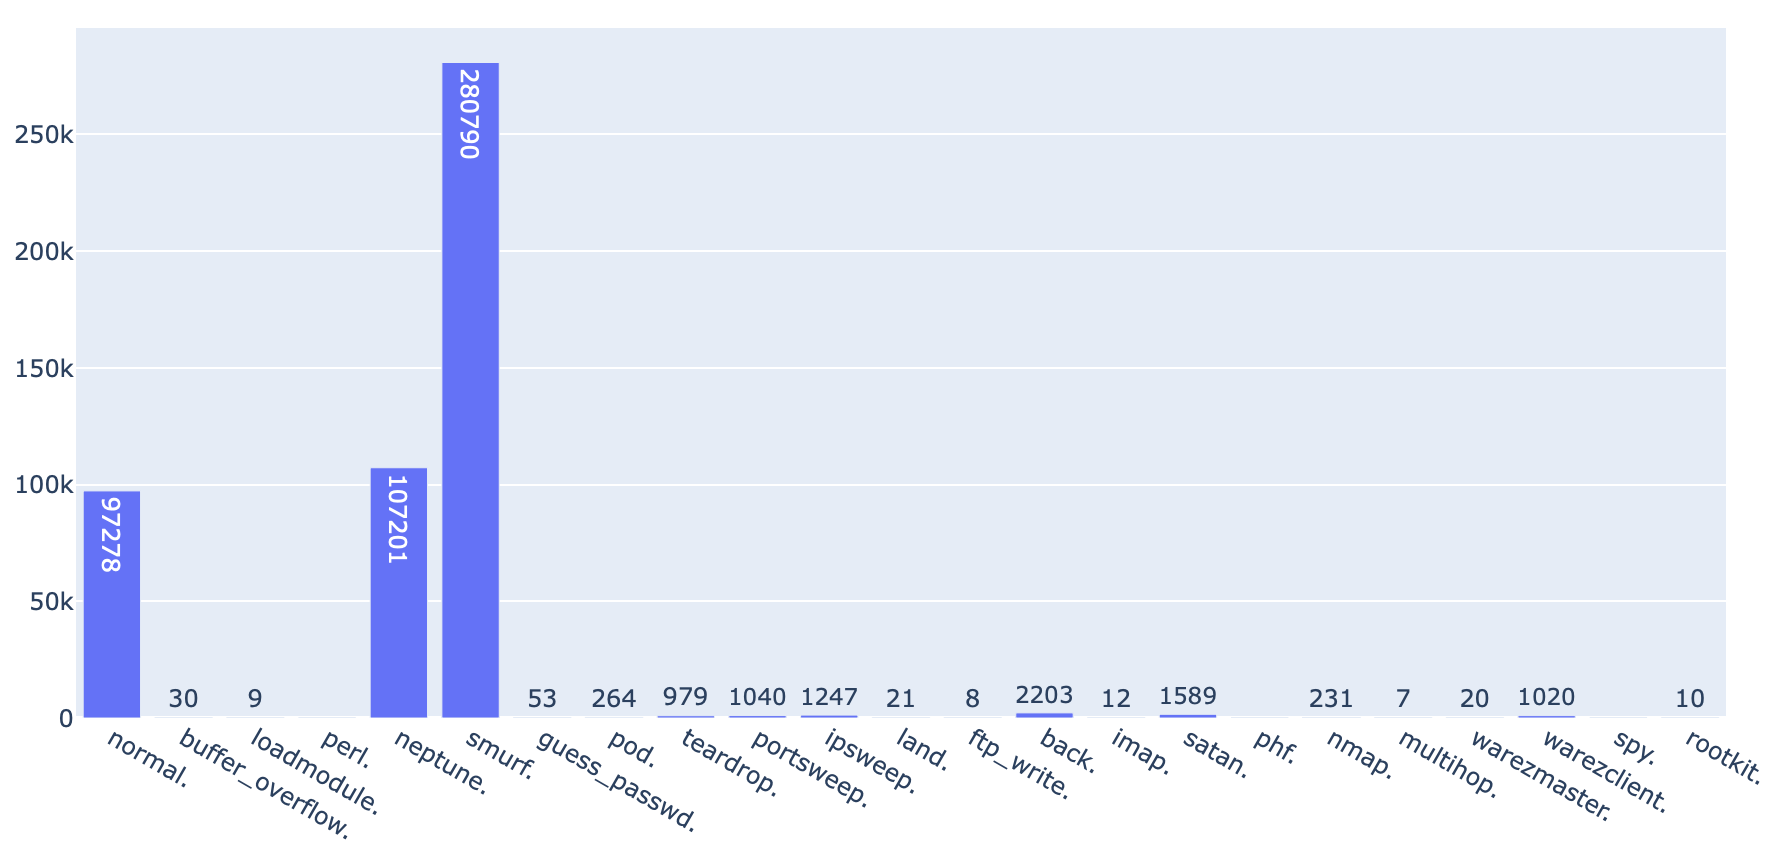 250k
200k
150k
100k
50k
0
97278
30
9
107201
280790
53
264
979
1040
1247
21
8
2203
12
1589
231
7
20
1020
10
normal.
buffer_overflow.
loadmodule.
perl.
neptune.
smurf.
guess_passwd.
pod.
teardrop.
portsweep.
ipsweep.
land.
ftp_write.
back.
imap.
satan.
phf.
nmap.
multihop.
warezmaster.
warezclient.
spy.
rootkit.